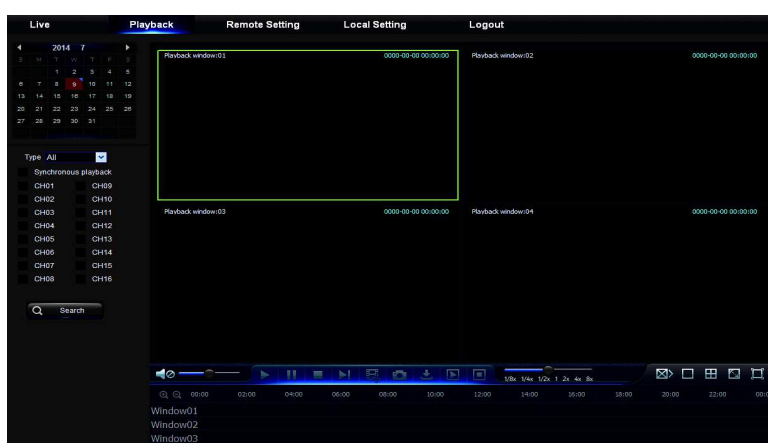 Live Playback Remote Setting Local Setting Logout
2014 7
S M T W T F S
1 2 3 4 5
6 7 8 9 10 11 12
13 14 15 16 17 18 19
20 21 22 23 24 25 26
27 28 29 30 31
Type All
Synchronous playback
CH01 CH09
CH02 CH10
CH03 CH11
CH04 CH12
CH05 CH13
CH06 CH14
CH07 CH15
CH08 CH16
Search
Playback window:01 0000-00-00 00:00:00
Playback window:02 0000-00-00 00:00:00
Playback window:03 0000-00-00 00:00:00
Playback window:04 0000-00-00 00:00:00
1/8x 1/4x 1/2x 1 2x 4x 8x
00:00 02:00 04:00 06:00 08:00 10:00 12:00 14:00 16:00 18:00 20:00 22:00
Window01
Window02
Window03